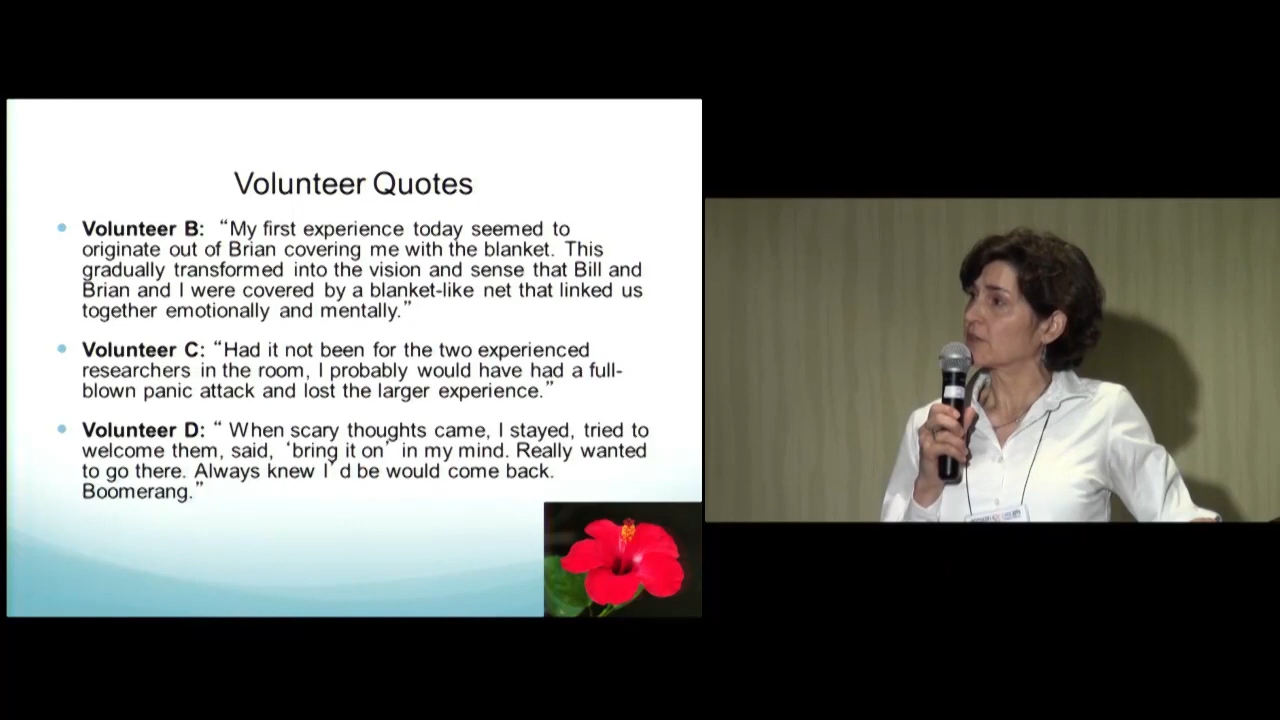 Volunteer Quotes
Volunteer B: “My first experience today seemed to
originate out of Brian covering me with the blanket. This
gradually transformed into the vision and sense that Bill and
Brian and I were covered by a blanket-like net that linked us
together emotionally and mentally.”
Volunteer C: “Had it not been for the two experienced
researchers in the room, I probably would have had a full-
blown panic attack and lost the larger experience.”
Volunteer D: “ When scary thoughts came, I stayed, tried to
welcome them, said, ‘bring it on’ in my mind. Really wanted
to go there. Always knew I’d be would come back.
Boomerang.”